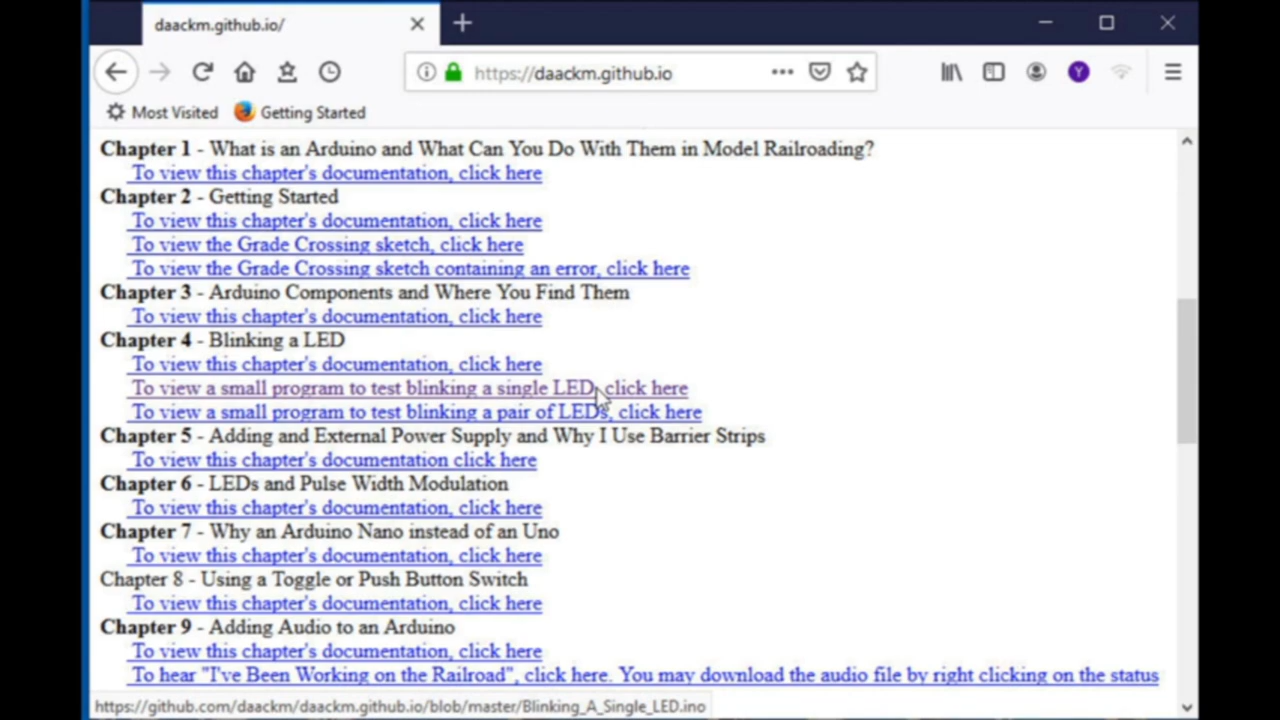 daackm.github.io/
https://daackm.github.io
Y
Most Visited
Getting Started
Chapter 1 - What is an Arduino and What Can You Do With Them in Model Railroading?
To view this chapter's documentation, click here
Chapter 2 - Getting Started
To view this chapter's documentation, click here
To view the Grade Crossing sketch, click here
To view the Grade Crossing sketch containing an error, click here
Chapter 3 - Arduino Components and Where You Find Them
To view this chapter's documentation, click here
Chapter 4 - Blinking a LED
To view this chapter's documentation, click here
To view a small program to test blinking a single LED, click here
To view a small program to test blinking a pair of LEDs, click here
Chapter 5 - Adding and External Power Supply and Why I Use Barrier Strips
To view this chapter's documentation click here
Chapter 6 - LEDs and Pulse Width Modulation
To view this chapter's documentation, click here
Chapter 7 - Why an Arduino Nano instead of an Uno
To view this chapter's documentation, click here
Chapter 8 - Using a Toggle or Push Button Switch
To view this chapter's documentation, click here
Chapter 9 - Adding Audio to an Arduino
To view this chapter's documentation, click here
To hear "I've Been Working on the Railroad", click here. You may download the audio file by right clicking on the status
https://github.com/daackm/daackm.github.io/blob/master/Blinking_A_Single_LED.ino